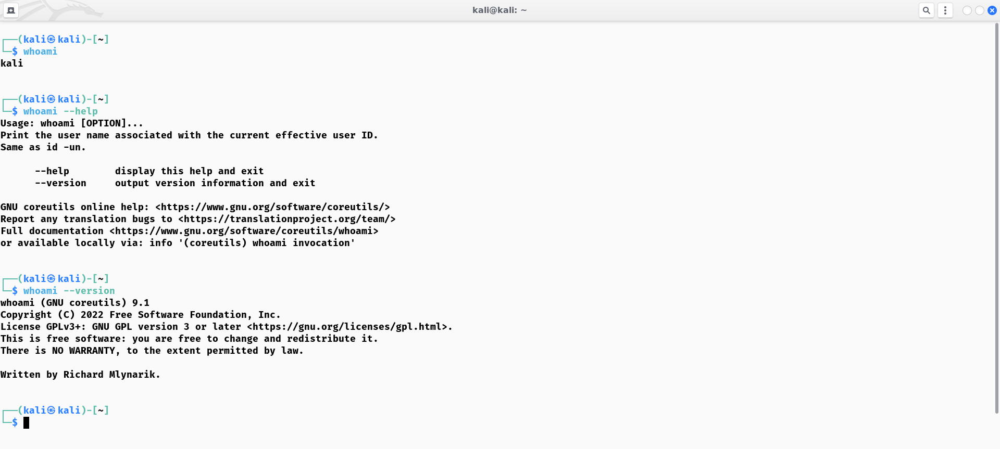 kali@kali: ~
┌──(kali㉿kali)-[~]
└─$ whoami
kali
┌──(kali㉿kali)-[~]
└─$ whoami --help
Usage: whoami [OPTION]...
Print the user name associated with the current effective user ID.
Same as id -un.
      --help        display this help and exit
      --version     output version information and exit
GNU coreutils online help: <https://www.gnu.org/software/coreutils/>
Report any translation bugs to <https://translationproject.org/team/>
Full documentation <https://www.gnu.org/software/coreutils/whoami>
or available locally via: info '(coreutils) whoami invocation'
┌──(kali㉿kali)-[~]
└─$ whoami --version
whoami (GNU coreutils) 9.1
Copyright (C) 2022 Free Software Foundation, Inc.
License GPLv3+: GNU GPL version 3 or later <https://gnu.org/licenses/gpl.html>.
This is free software: you are free to change and redistribute it.
There is NO WARRANTY, to the extent permitted by law.
Written by Richard Mlynarik.
┌──(kali㉿kali)-[~]
└─$